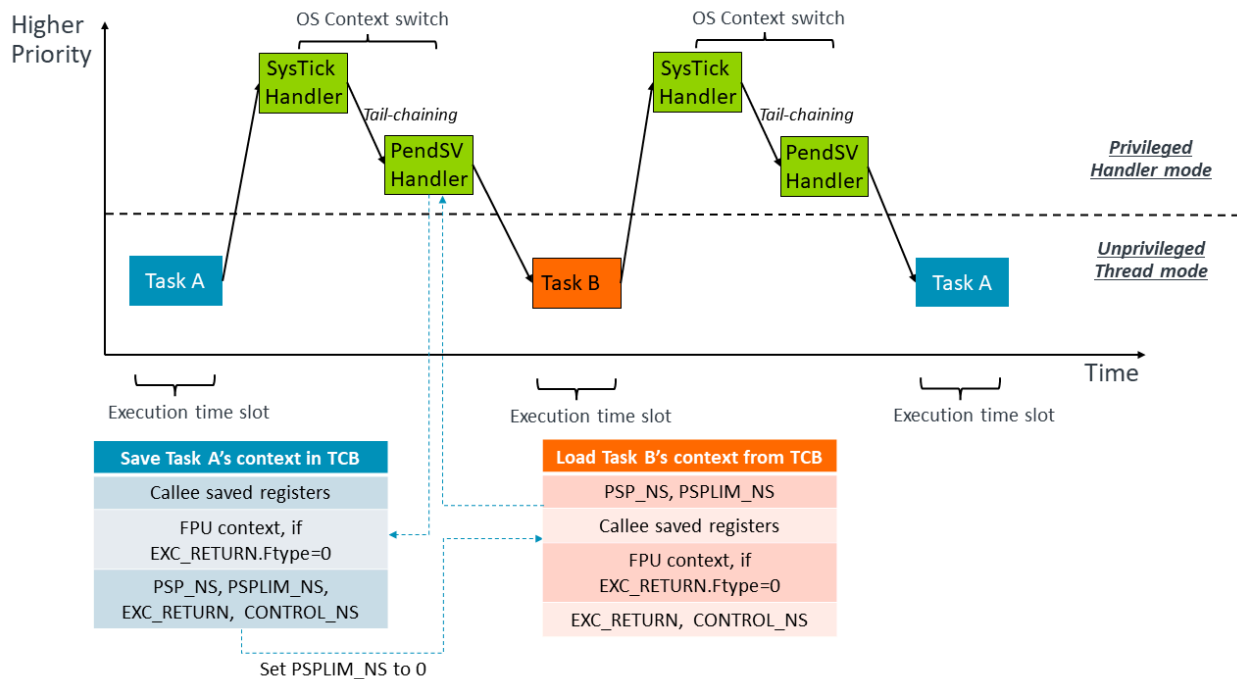 OS Context switch
OS Context switch
Higher
Priority
SysTick
Handler
SysTick
Handler
Tail-chaining
Tail-chaining
PendSV
Handler
PendSV
Handler
Privileged
Handler mode
Task A
Task B
Task A
Unprivileged
Thread mode
Time
Execution time slot
Execution time slot
Execution time slot
Save Task A's context in TCB
Callee saved registers
FPU context, if
EXC_RETURN.Ftype=0
PSP_NS, PSPLIM_NS,
EXC_RETURN, CONTROL_NS
Load Task B's context from TCB
PSP_NS, PSPLIM_NS
Callee saved registers
FPU context, if
EXC_RETURN.Ftype=0
EXC_RETURN, CONTROL_NS
Set PSPLIM_NS to 0